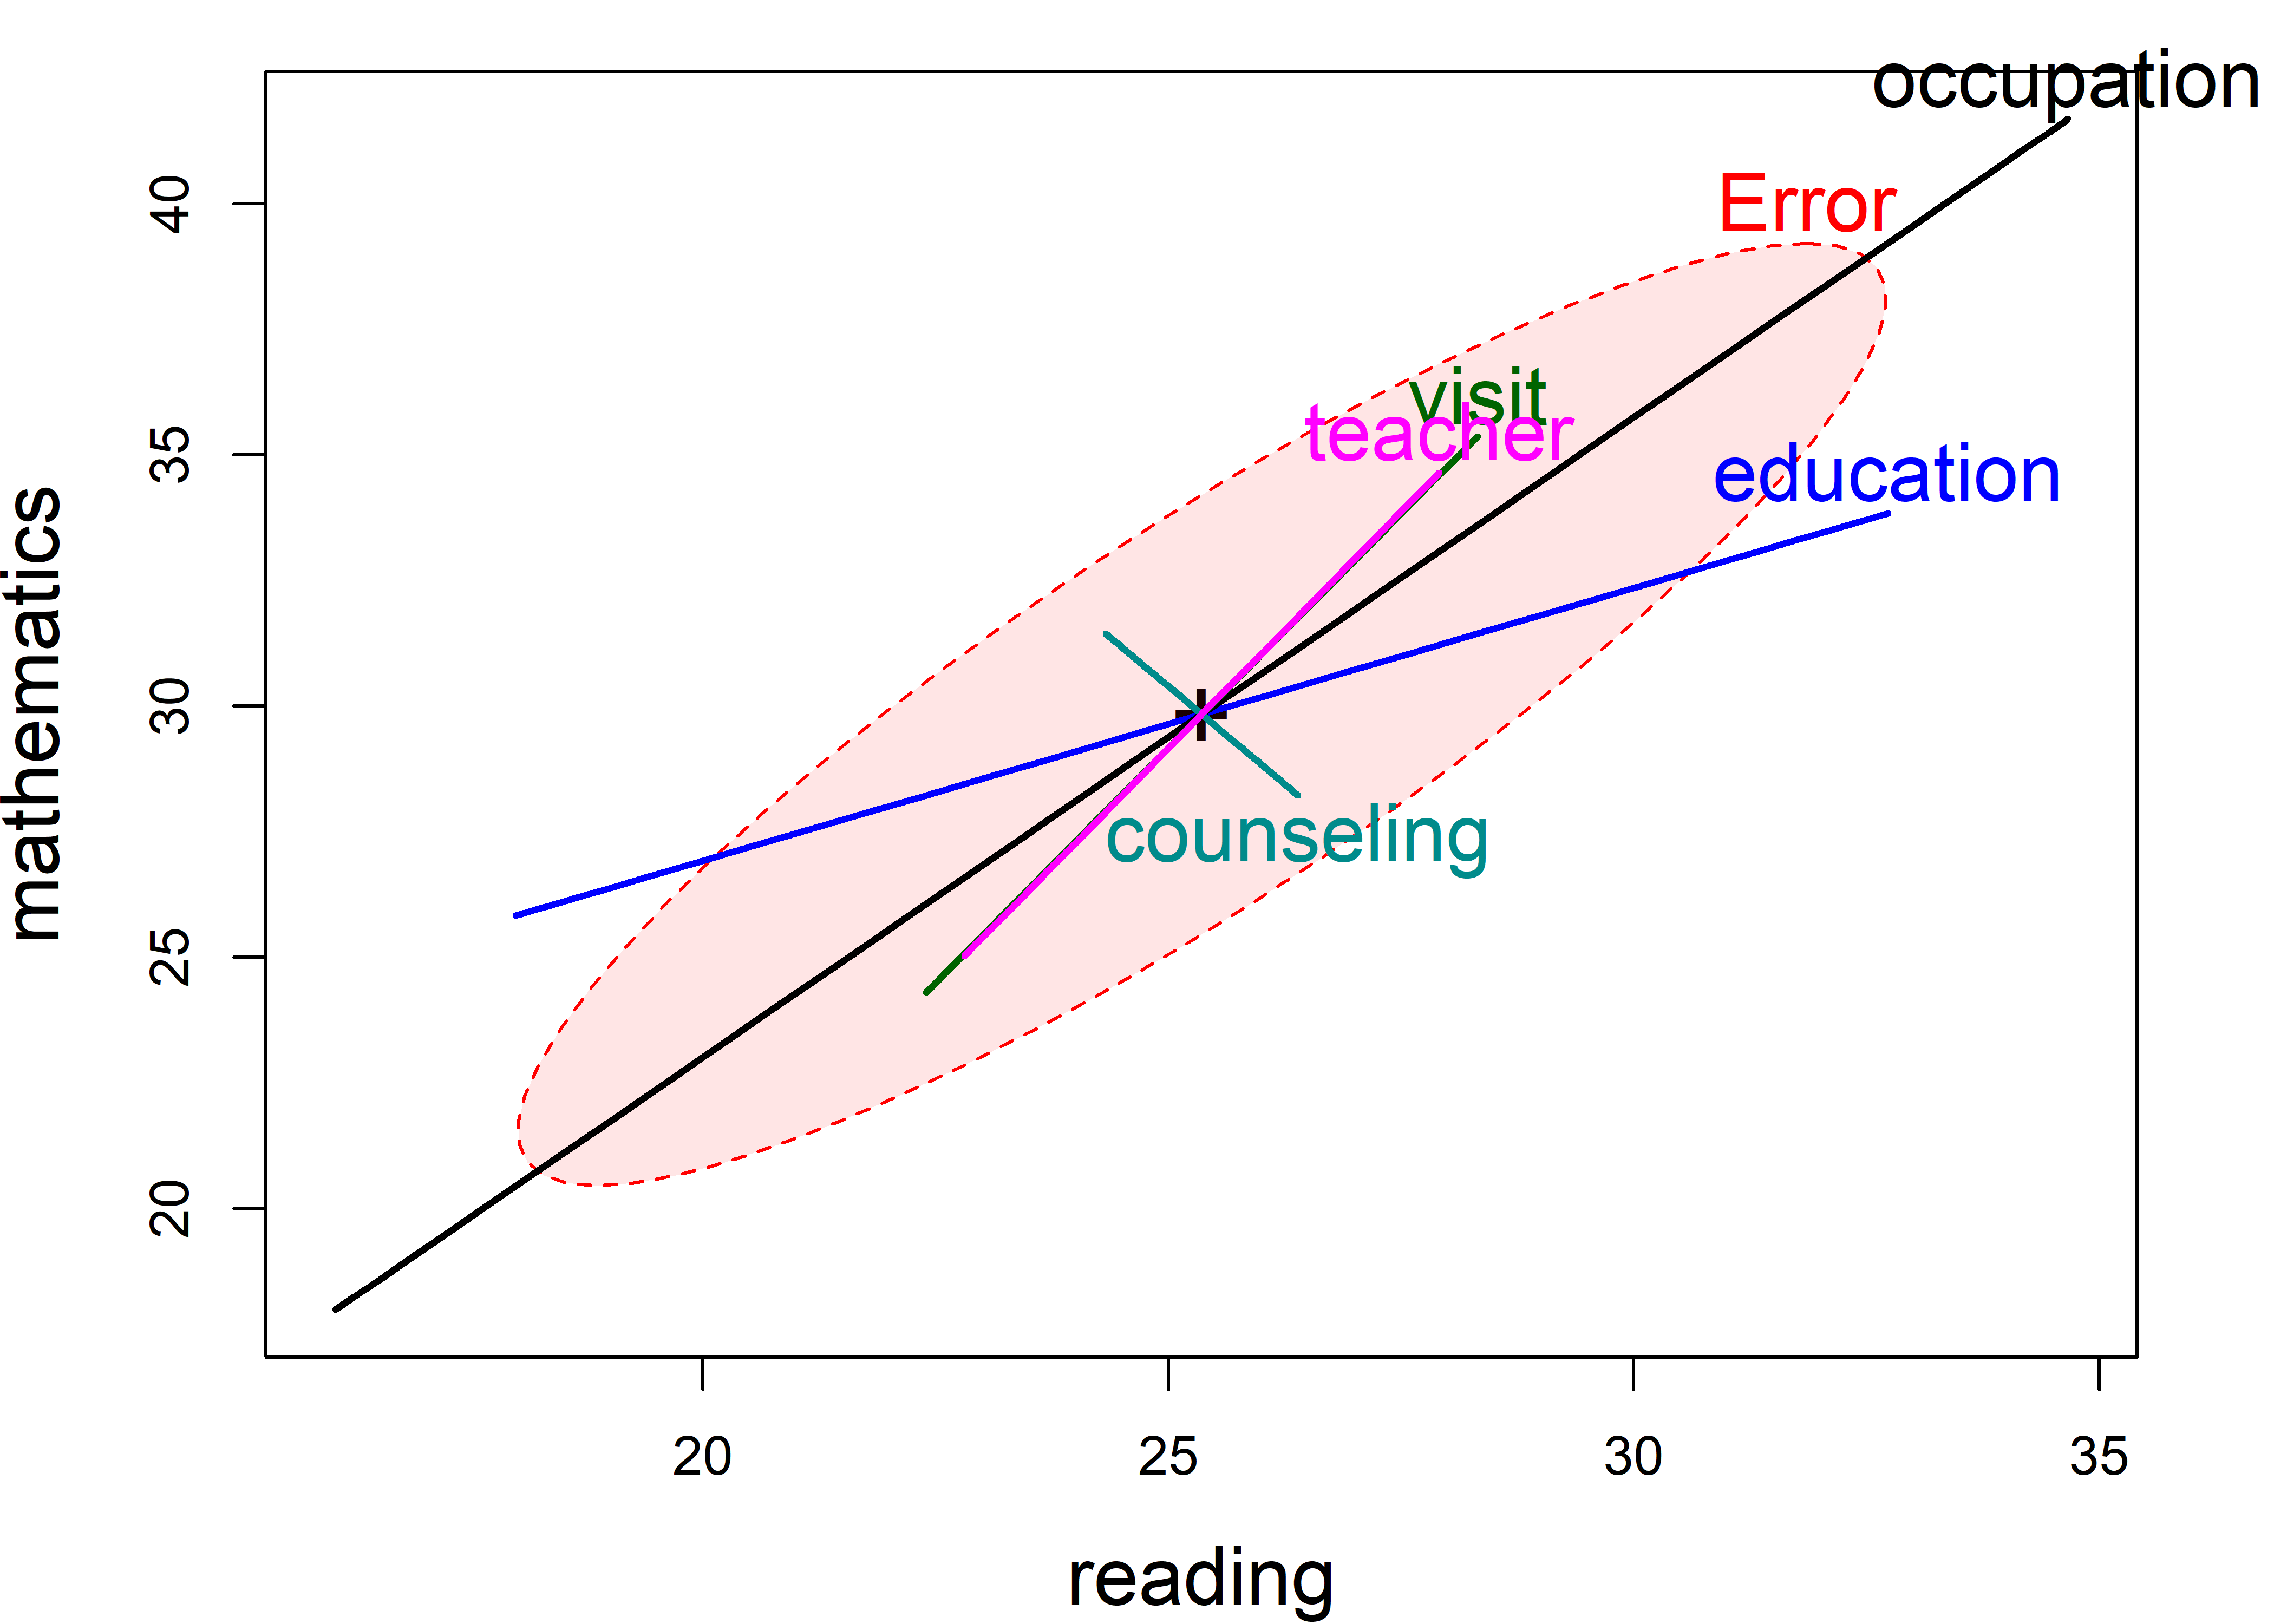 occupation
Error
visit
teacher
education
counseling
mathematics
40
35
30
25
20
20 25 30 35
reading